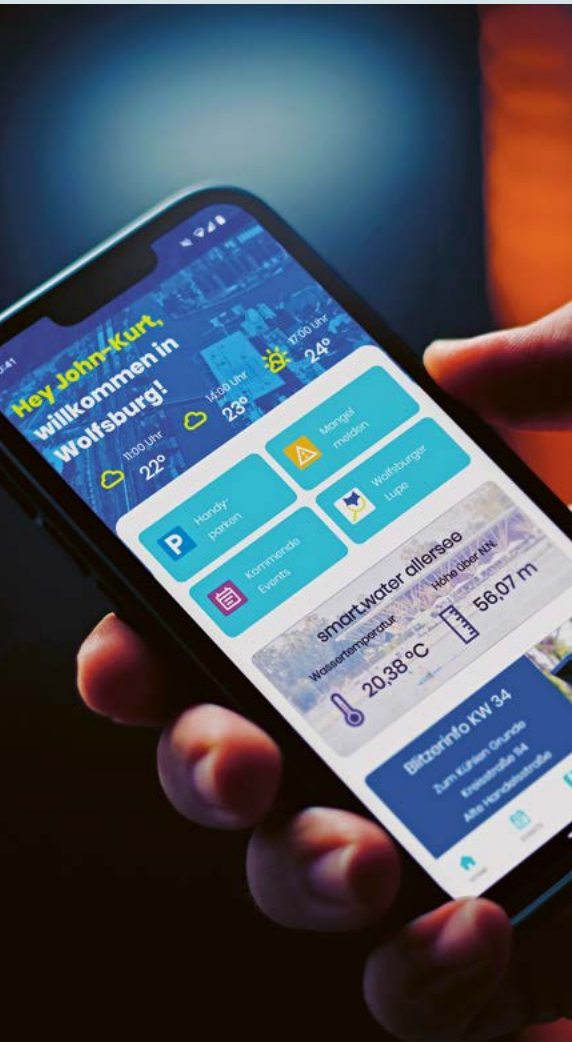 Hey John-Kurt,
willkommen in
Wolfsburg!
11:00 Uhr
22°
14:00 Uhr
23°
17:00 Uhr
24°
Handy-
parken
Mängel
melden
Kommende
Events
Wolfsburger
Lupe
smart.water allersee
Wassertemperatur
20,38 °C
Höhe über N.N.
56,07 m
Blitzerinfo KW 34
Zum Kühlen Grunde
Kreisstraße 114
Alte Handelsstraße